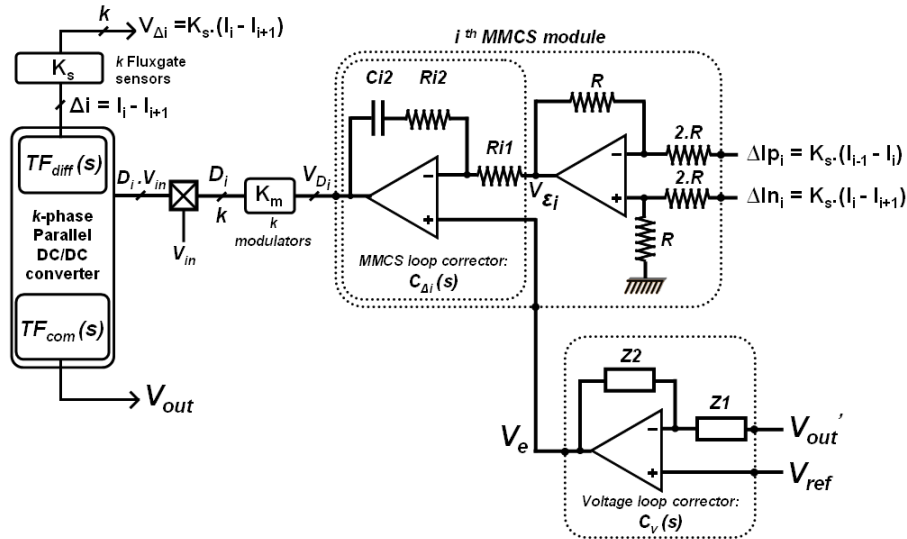 k
V_Δi =K_s.(I_i - I_i+1)
K_s
k Fluxgate
sensors
Δi = I_i - I_i+1
TF_diff(s)
k-phase
Parallel
DC/DC
converter
TF_com(s)
V_out
D_i.V_in
V_in
D_i
k
K_m
k
modulators
V_Di
i th MMCS module
Ci2
Ri2
Ri1
-
+
MMCS loop corrector:
C_Δi(s)
V_εi
R
-
+
2.R
2.R
R
ΔIp_i = K_s.(I_i-1 - I_i)
ΔIn_i = K_s.(I_i - I_i+1)
Z2
Z1
-
+
V_e
V_out'
V_ref
Voltage loop corrector:
C_v(s)